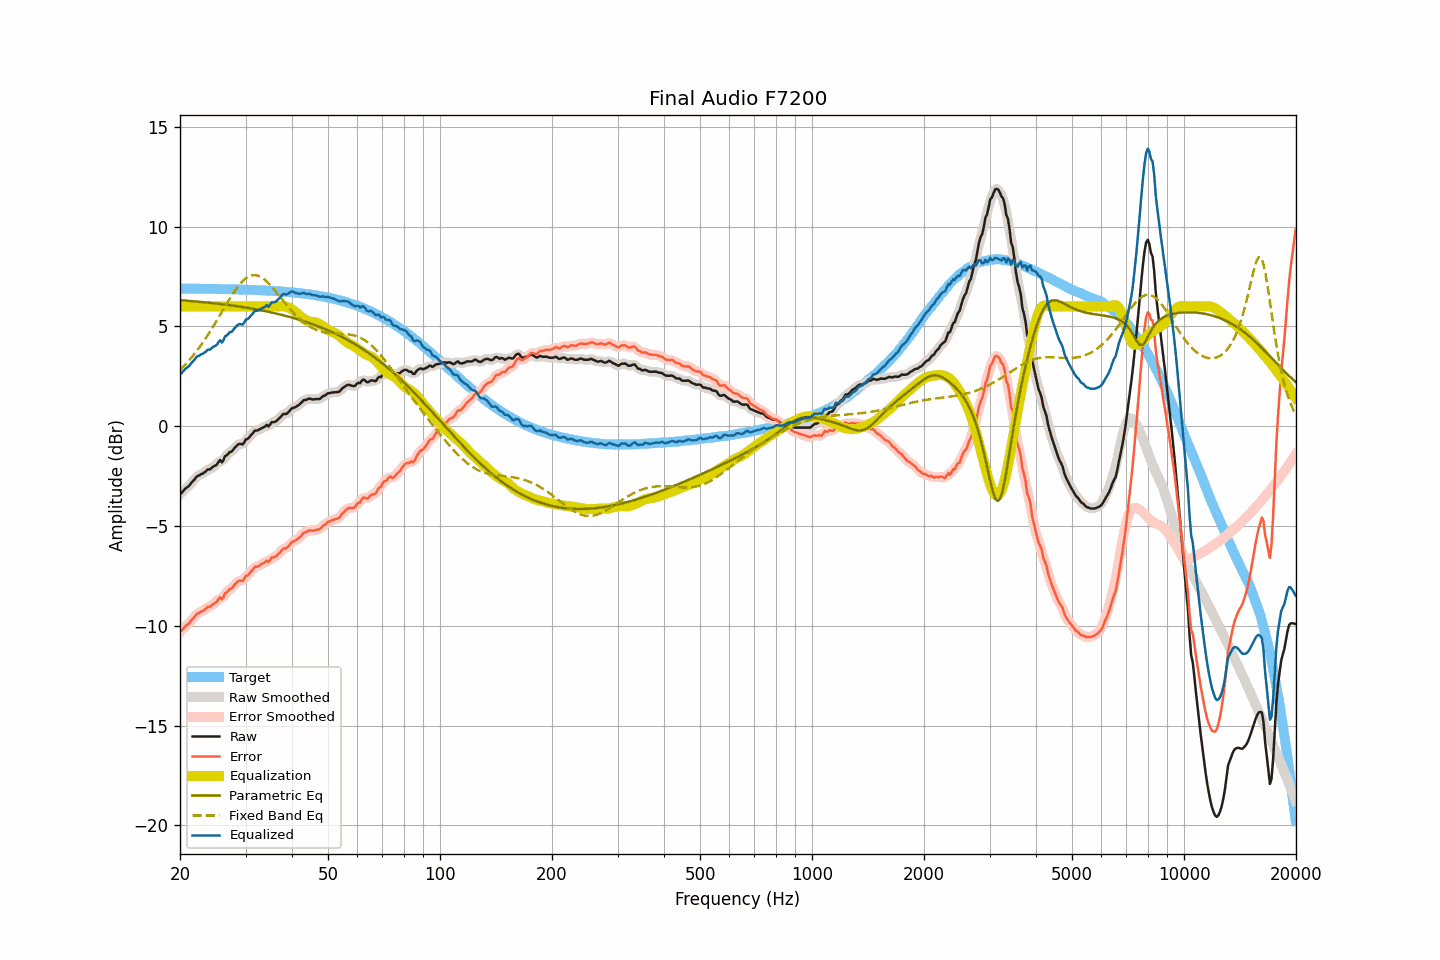 Final Audio F7200
Amplitude (dBr)
15
10
5
0
−5
−10
−15
−20
Target
Raw Smoothed
Error Smoothed
Raw
Error
Equalization
Parametric Eq
Fixed Band Eq
Equalized
20 50 100 200 500 1000 2000 5000 10000 20000
Frequency (Hz)